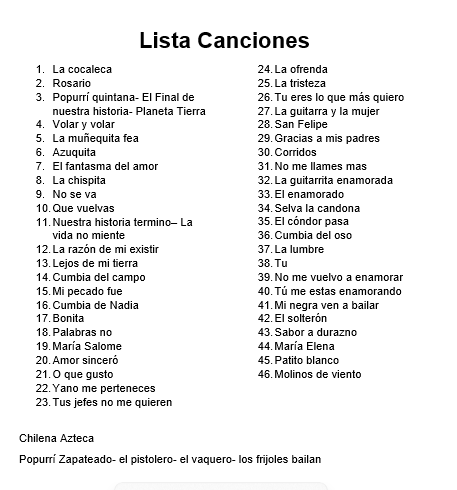 Lista Canciones
1. La cocaleca
2. Rosario
3. Popurrí quintana- El Final de
nuestra historia- Planeta Tierra
4. Volar y volar
5. La muñequita fea
6. Azuquita
7. El fantasma del amor
8. La chispita
9. No se va
10. Que vuelvas
11. Nuestra historia termino– La
vida no miente
12. La razón de mi existir
13. Lejos de mi tierra
14. Cumbia del campo
15. Mi pecado fue
16. Cumbia de Nadia
17. Bonita
18. Palabras no
19. María Salome
20. Amor sinceró
21. O que gusto
22. Yano me perteneces
23. Tus jefes no me quieren
24. La ofrenda
25. La tristeza
26. Tu eres lo que más quiero
27. La guitarra y la mujer
28. San Felipe
29. Gracias a mis padres
30. Corridos
31. No me llames mas
32. La guitarrita enamorada
33. El enamorado
34. Selva la candona
35. El cóndor pasa
36. Cumbia del oso
37. La lumbre
38. Tu
39. No me vuelvo a enamorar
40. Tú me estas enamorando
41. Mi negra ven a bailar
42. El solterón
43. Sabor a durazno
44. María Elena
45. Patito blanco
46. Molinos de viento
Chilena Azteca
Popurrí Zapateado- el pistolero- el vaquero- los frijoles bailan